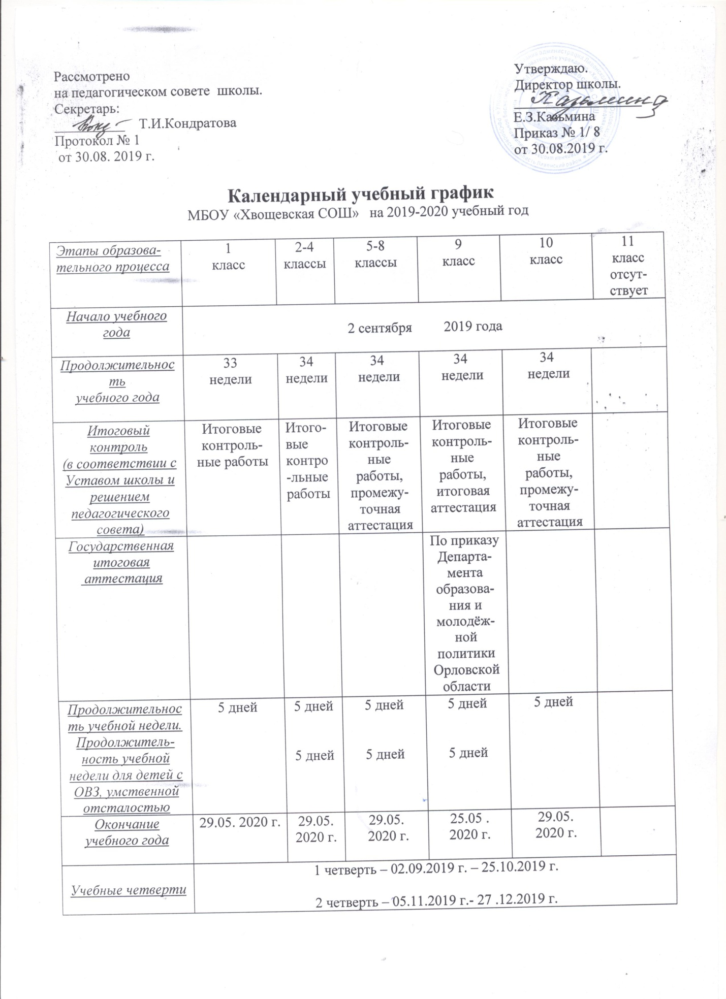 Рассмотрено
на педагогическом совете школы.
Секретарь:
Т.И.Кондратова
Протокол № 1
от 30.08. 2019 г.
Утверждаю.
Директор школы.
Казьмина
Е.З.Казьмина
Приказ № 1/ 8
от 30.08.2019 г.
Календарный учебный график
МБОУ «Хвощевская СОШ» на 2019-2020 учебный год
Этапы образова-
тельного процесса
1
класс
2-4
классы
5-8
классы
9
класс
10
класс
11
класс
отсут-
ствует
Начало учебного
года
2 сентября 2019 года
Продолжительнос
ть
учебного года
33
недели
34
недели
34
недели
34
недели
34
недели
Итоговый
контроль
(в соответствии с
Уставом школы и
решением
педагогического
совета)
Итоговые
контроль-
ные работы
Итого-
вые
контро
-льные
работы
Итоговые
контроль-
ные
работы,
промежу-
точная
аттестация
Итоговые
контроль-
ные
работы,
итоговая
аттестация
Итоговые
контроль-
ные
работы,
промежу-
точная
аттестация
Государственная
итоговая
аттестация
По приказу
Департа-
мента
образова-
ния и
молодёж-
ной
политики
Орловской
области
Продолжительнос
ть учебной недели.
Продолжитель-
ность учебной
недели для детей с
ОВЗ, умственной
отсталостью
5 дней
5 дней
5 дней
5 дней
5 дней
5 дней
5 дней
5 дней
Окончание
учебного года
29.05. 2020 г.
29.05.
2020 г.
29.05.
2020 г.
25.05 .
2020 г.
29.05.
2020 г.
Учебные четверти
1 четверть – 02.09.2019 г. – 25.10.2019 г.
2 четверть – 05.11.2019 г.- 27 .12.2019 г.